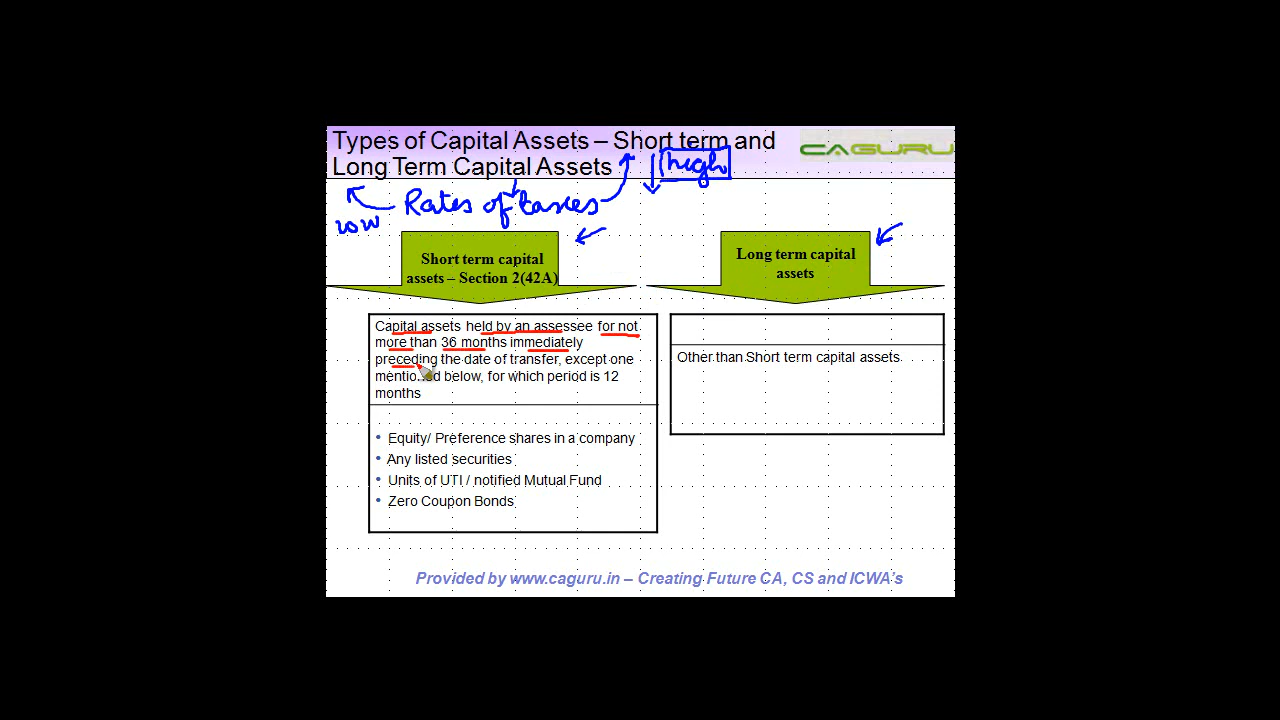 Types of Capital Assets – Short term and
Long Term Capital Assets
CAGURU
high
low
Rates of taxes
Short term capital
assets – Section 2(42A)
Long term capital
assets
Capital assets held by an assessee for not
more than 36 months immediately
preceding the date of transfer, except one
below, for which period is 12
months
• Equity/ Preference shares in a company
• Any listed securities
• Units of UTI / notified Mutual Fund
• Zero Coupon Bonds
Other than Short term capital assets
Provided by www.caguru.in – Creating Future CA, CS and ICWA's